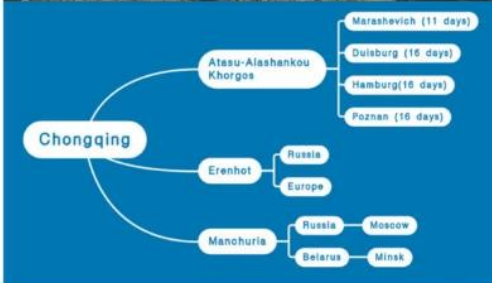 Marashevich (11 days)
Duisburg (16 days)
Atasu-Alashankou
Khorgos
Hamburg(16 days)
Poznan (16 days)
Chongqing
Russia
Erenhot
Europe
Russia
Moscow
Manchuria
Belarus
Minsk